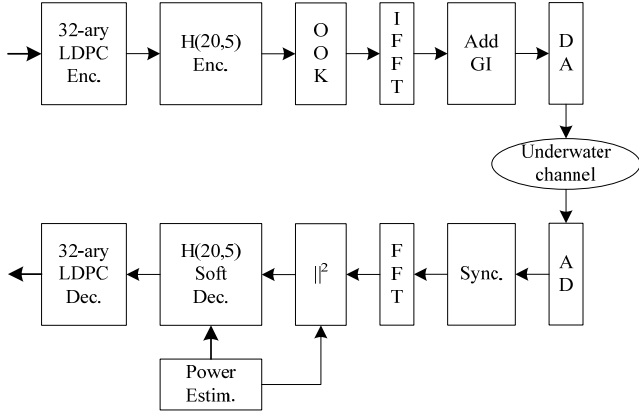 32-ary
LDPC
Enc.
H(20,5)
Enc.
O
O
K
I
F
F
T
Add
GI
D
A
Underwater
channel
32-ary
LDPC
Dec.
H(20,5)
Soft
Dec.
||²
F
F
T
Sync.
A
D
Power
Estim.